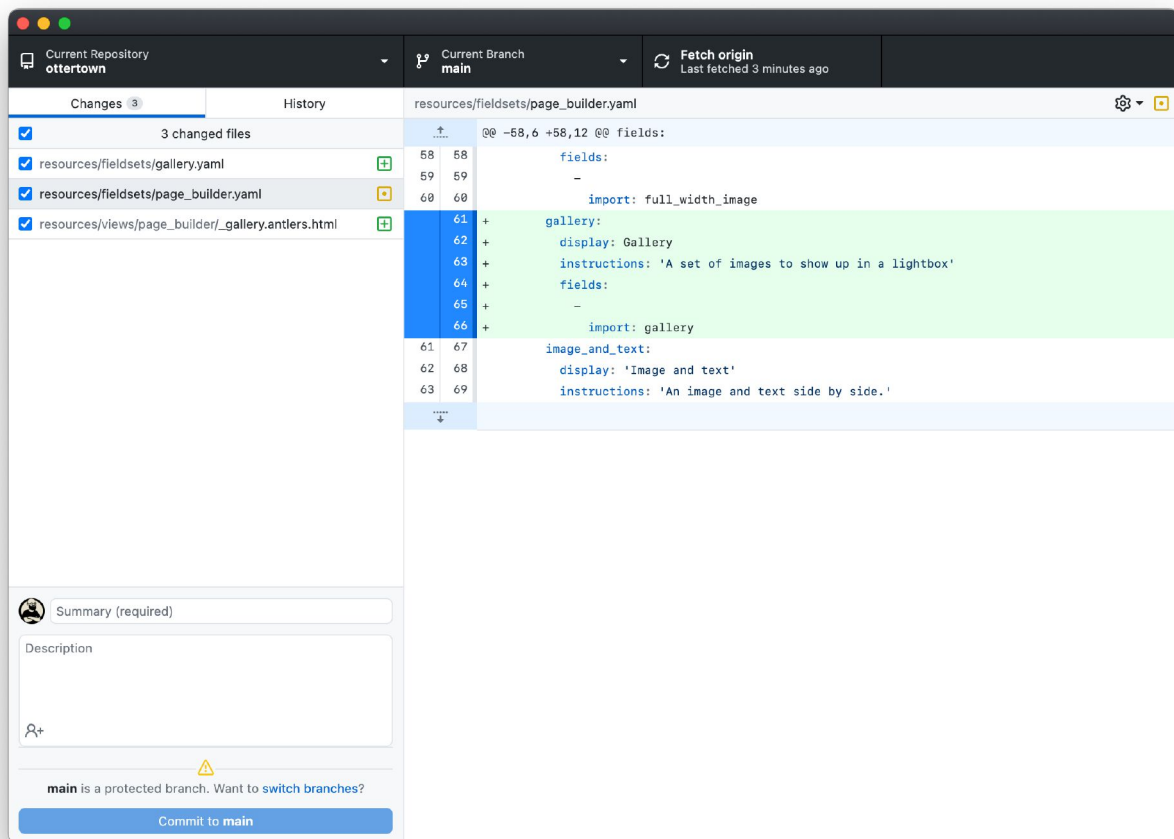 Current Repository
ottertown
Current Branch
main
Fetch origin
Last fetched 3 minutes ago
Changes 3
History
3 changed files
resources/fieldsets/gallery.yaml
resources/fieldsets/page_builder.yaml
resources/views/page_builder/_gallery.antlers.html
Summary (required)
Description
main is a protected branch. Want to switch branches?
Commit to main
resources/fieldsets/page_builder.yaml
@@ -58,6 +58,12 @@ fields:
58 58 fields:
59 59 -
60 60 import: full_width_image
61 + gallery:
62 + display: Gallery
63 + instructions: 'A set of images to show up in a lightbox'
64 + fields:
65 + -
66 + import: gallery
61 67 image_and_text:
62 68 display: 'Image and text'
63 69 instructions: 'An image and text side by side.'